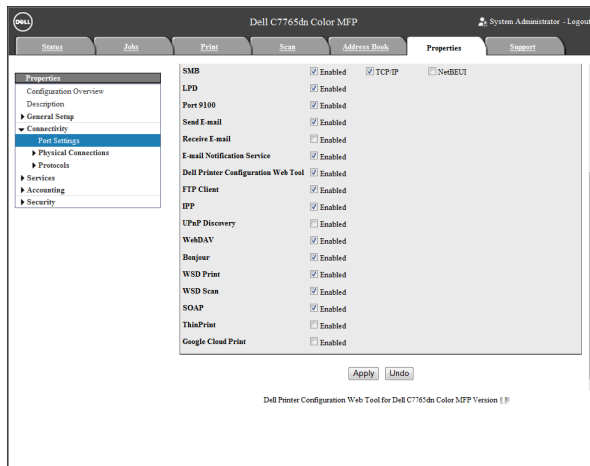 DELL
Dell C7765dn Color MFP
System Administrator - Logout
Status Jobs Print Scan Address Book Properties Support
Properties
Configuration Overview
Description
General Setup
Connectivity
Port Settings
Physical Connections
Protocols
Services
Accounting
Security
SMB Enabled TCP/IP NetBEUI
LPD Enabled
Port 9100 Enabled
Send E-mail Enabled
Receive E-mail Enabled
E-mail Notification Service Enabled
Dell Printer Configuration Web Tool Enabled
FTP Client Enabled
IPP Enabled
UPnP Discovery Enabled
WebDAV Enabled
Bonjour Enabled
WSD Print Enabled
WSD Scan Enabled
SOAP Enabled
ThinPrint Enabled
Google Cloud Print Enabled
Apply Undo
Dell Printer Configuration Web Tool for Dell C7765dn Color MFP Version